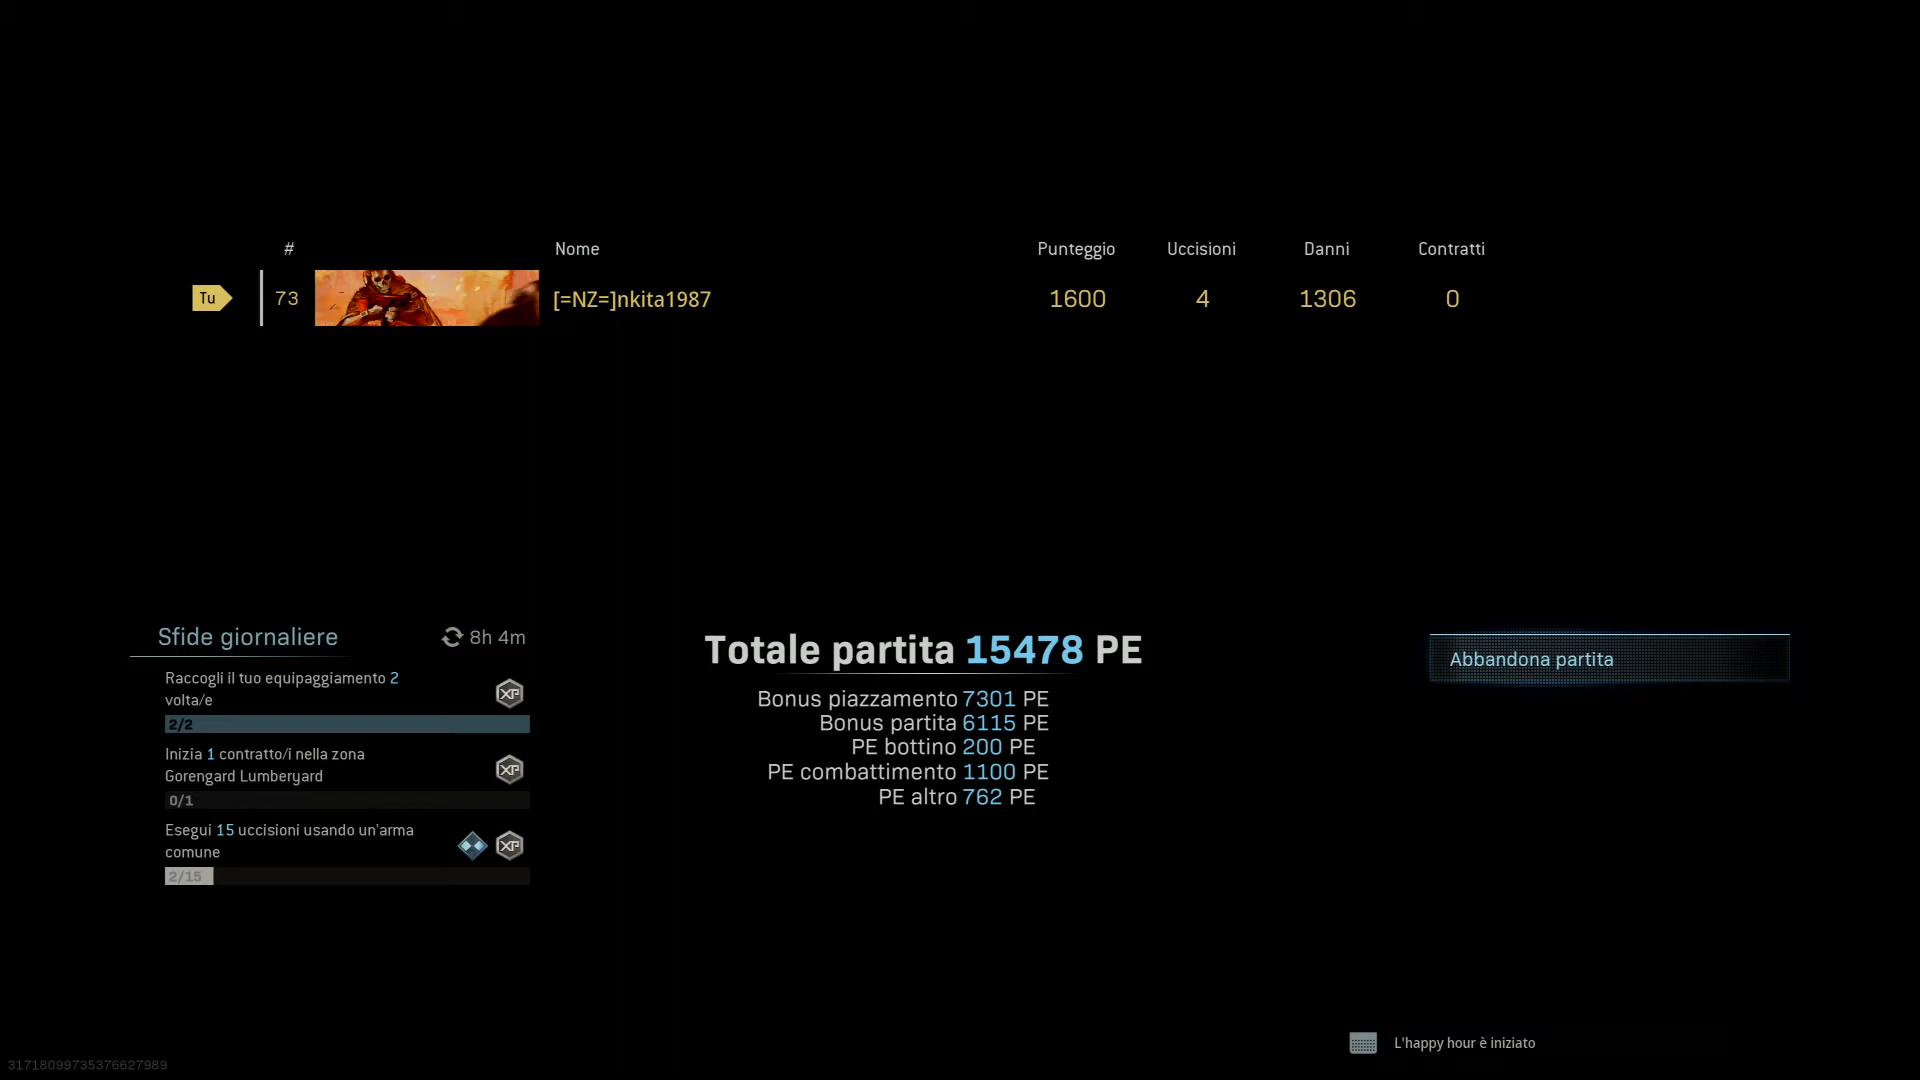 # Nome Punteggio Uccisioni Danni Contratti
Tu 73 [=NZ=]nkita1987 1600 4 1306 0
Sfide giornaliere 8h 4m
Raccogli il tuo equipaggiamento 2
volta/e
XP
2/2
Inizia 1 contratto/i nella zona
Gorengard Lumberyard
XP
0/1
Esegui 15 uccisioni usando un'arma
comune
XP
2/15
Totale partita 15478 PE
Bonus piazzamento 7301 PE
Bonus partita 6115 PE
PE bottino 200 PE
PE combattimento 1100 PE
PE altro 762 PE
Abbandona partita
L'happy hour è iniziato
31718099735376627989